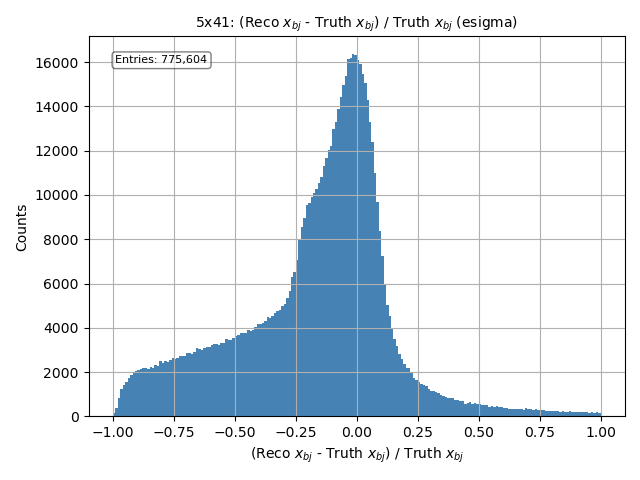 5x41: (Reco x_bj - Truth x_bj) / Truth x_bj (esigma)
Entries: 775,604
16000
14000
12000
10000
8000
6000
4000
2000
0
Counts
−1.00 −0.75 −0.50 −0.25 0.00 0.25 0.50 0.75 1.00
(Reco x_bj - Truth x_bj) / Truth x_bj